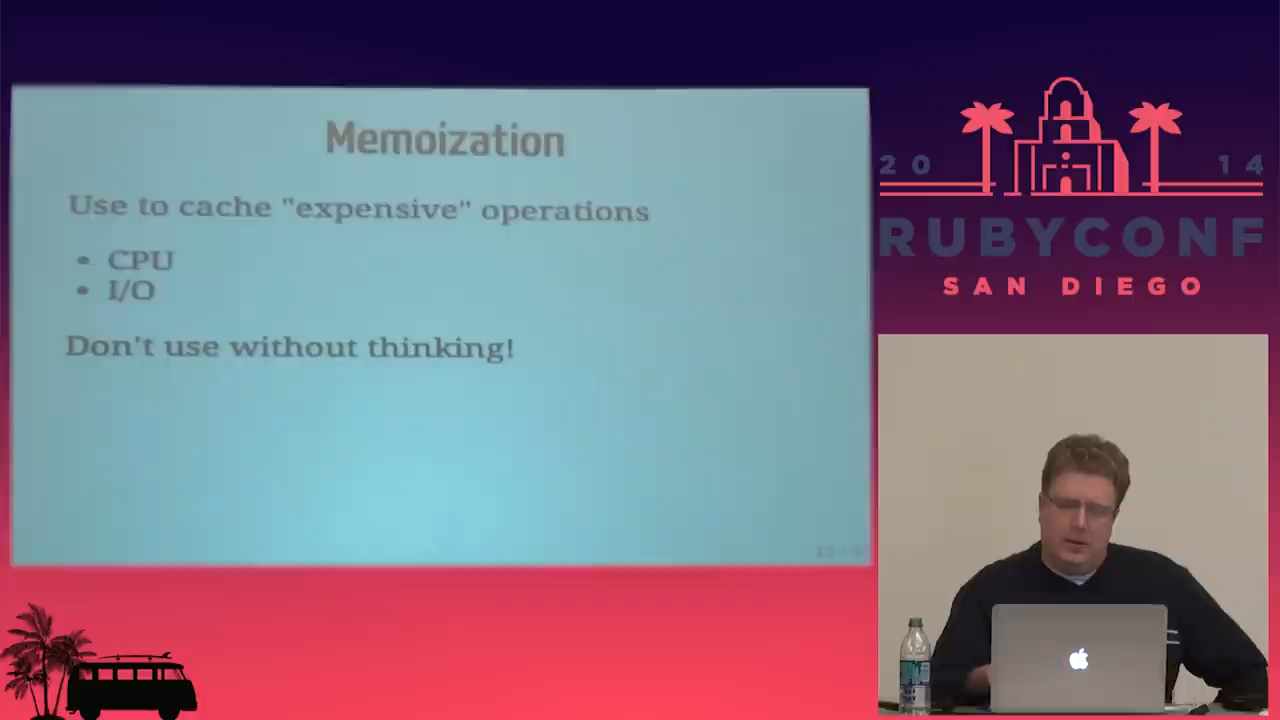 Memoization
Use to cache "expensive" operations
• CPU
• I/O
Don't use without thinking!
20 14
RUBYCONF
SAN DIEGO